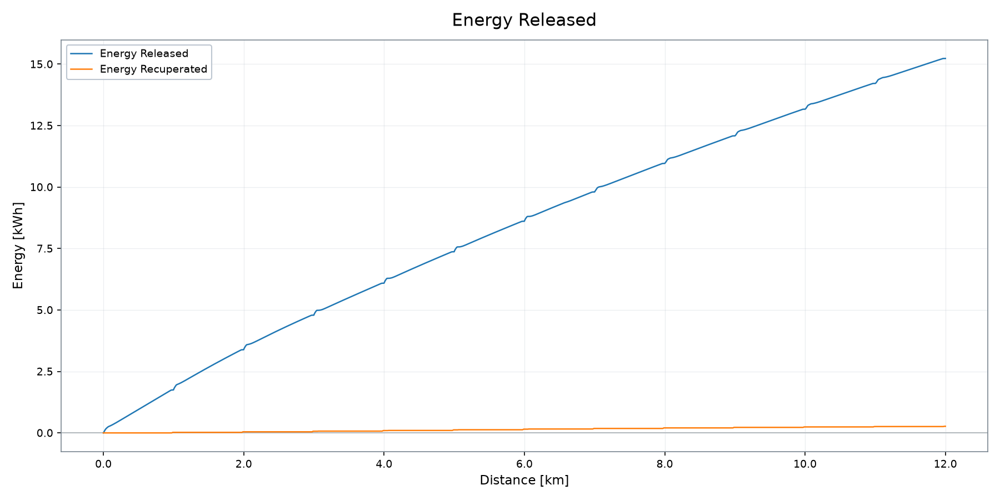 Energy Released
Energy Released
Energy Recuperated
Energy [kWh]
15.0
12.5
10.0
7.5
5.0
2.5
0.0
0.0 2.0 4.0 6.0 8.0 10.0 12.0
Distance [km]